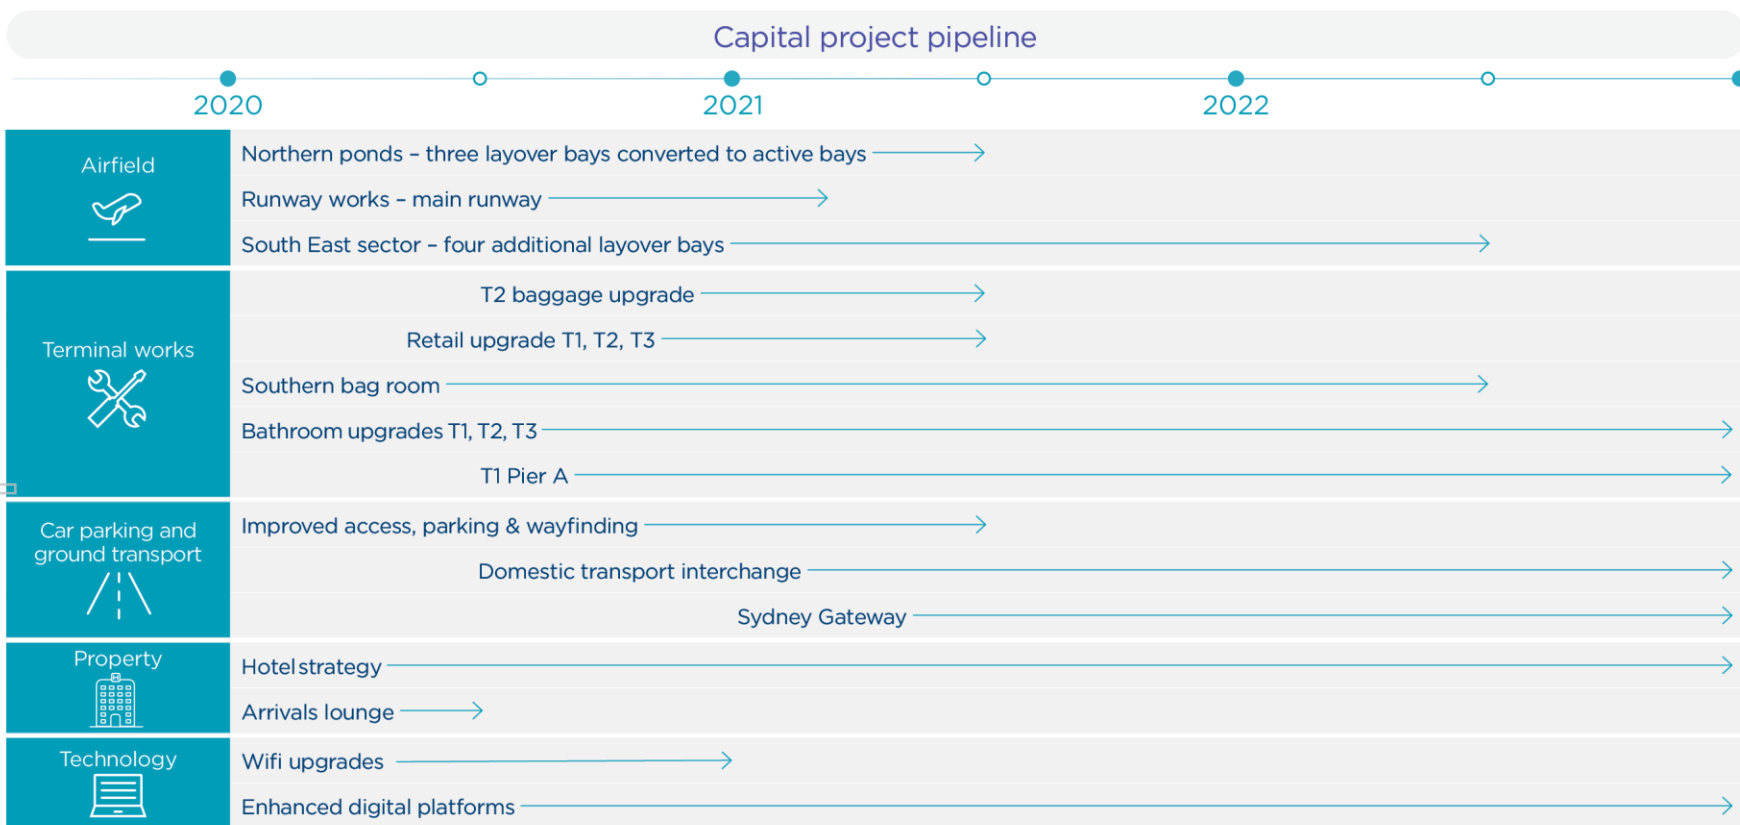 Capital project pipeline
2020
2021
2022
Airfield
Northern ponds – three layover bays converted to active bays
Runway works – main runway
South East sector – four additional layover bays
Terminal works
T2 baggage upgrade
Retail upgrade T1, T2, T3
Southern bag room
Bathroom upgrades T1, T2, T3
T1 Pier A
Car parking and
ground transport
Improved access, parking & wayfinding
Domestic transport interchange
Sydney Gateway
Property
H
Hotel strategy
Arrivals lounge
Technology
Wifi upgrades
Enhanced digital platforms